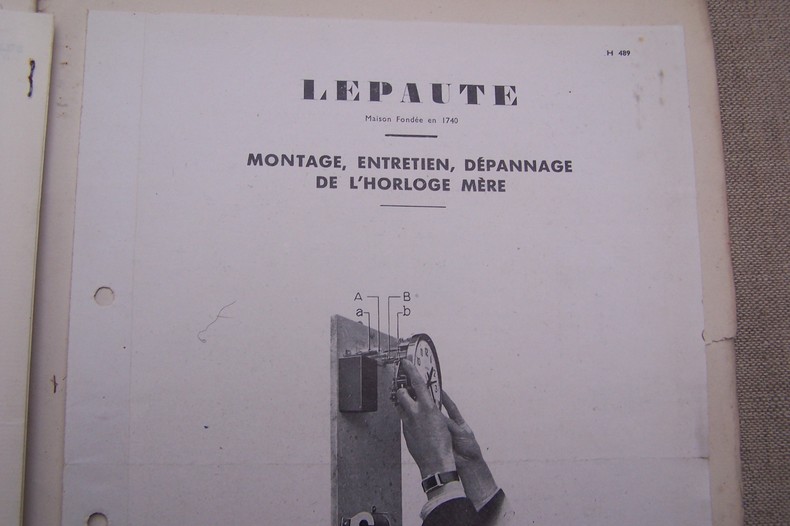 H 489
LEPAUTE
Maison Fondée en 1740
MONTAGE, ENTRETIEN, DÉPANNAGE
DE L'HORLOGE MÈRE
A B
a b